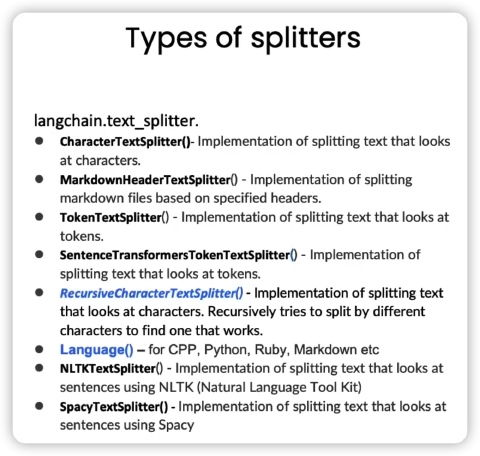 Types of splitters
langchain.text_splitter.
● CharacterTextSplitter()- Implementation of splitting text that looks
at characters.
● MarkdownHeaderTextSplitter() - Implementation of splitting
markdown files based on specified headers.
● TokenTextSplitter() - Implementation of splitting text that looks at
tokens.
● SentenceTransformersTokenTextSplitter() - Implementation of
splitting text that looks at tokens.
● RecursiveCharacterTextSplitter() - Implementation of splitting text
that looks at characters. Recursively tries to split by different
characters to find one that works.
● Language() – for CPP, Python, Ruby, Markdown etc
● NLTKTextSplitter() - Implementation of splitting text that looks at
sentences using NLTK (Natural Language Tool Kit)
● SpacyTextSplitter() - Implementation of splitting text that looks at
sentences using Spacy